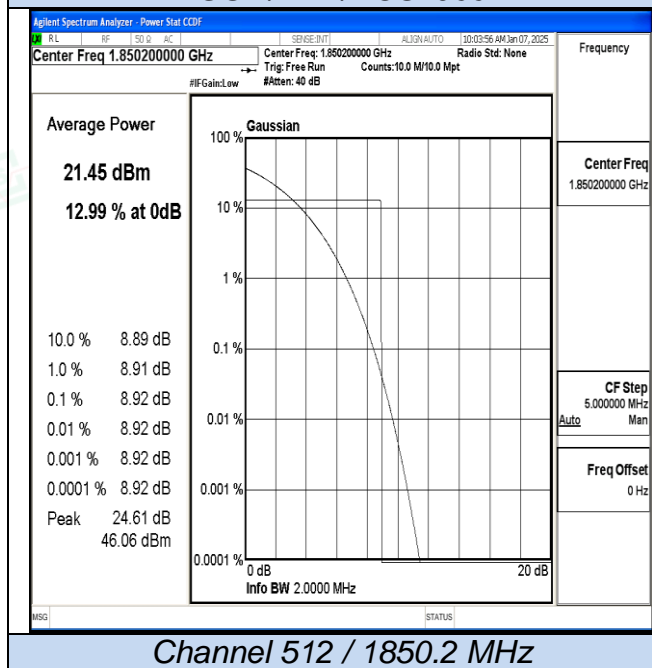 Agilent Spectrum Analyzer - Power Stat CCDF
RL RF 50 Ω AC SENSE:INT ALIGN AUTO 10:03:56 AM Jan 07, 2025
Center Freq 1.850200000 GHz
Center Freq: 1.850200000 GHz Radio Std: None
Trig: Free Run Counts:10.0 M/10.0 Mpt
#IFGain:Low #Atten: 40 dB
Frequency
Average Power
21.45 dBm
12.99 % at 0dB
10.0 % 8.89 dB
1.0 % 8.91 dB
0.1 % 8.92 dB
0.01 % 8.92 dB
0.001 % 8.92 dB
0.0001 % 8.92 dB
Peak 24.61 dB
46.06 dBm
Gaussian
100 %
10 %
1 %
0.1 %
0.01 %
0.001 %
0.0001 %
0 dB 20 dB
Info BW 2.0000 MHz
Center Freq
1.850200000 GHz
CF Step
5.000000 MHz
Auto Man
Freq Offset
0 Hz
MSG STATUS
Channel 512 / 1850.2 MHz